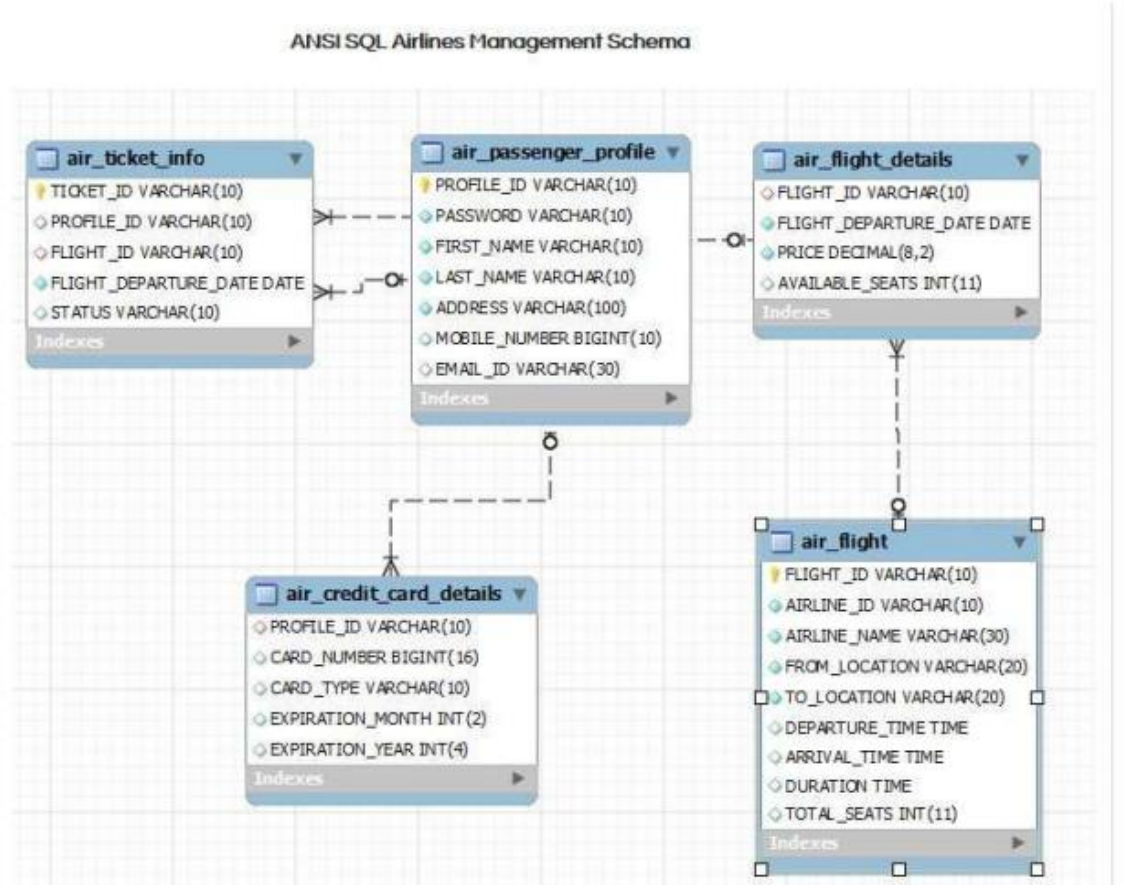 ANSI SQL Airlines Management Schema
air_ticket_info
TICKET_ID VARCHAR(10)
PROFILE_ID VARCHAR(10)
FLIGHT_ID VARCHAR(10)
FLIGHT_DEPARTURE_DATE DATE
STATUS VARCHAR(10)
Indexes
air_passenger_profile
PROFILE_ID VARCHAR(10)
PASSWORD VARCHAR(10)
FIRST_NAME VARCHAR(10)
LAST_NAME VARCHAR(10)
ADDRESS VARCHAR(100)
MOBILE_NUMBER BIGINT(10)
EMAIL_ID VARCHAR(30)
Indexes
air_flight_details
FLIGHT_ID VARCHAR(10)
FLIGHT_DEPARTURE_DATE DATE
PRICE DECIMAL(8,2)
AVAILABLE_SEATS INT(11)
Indexes
air_credit_card_details
PROFILE_ID VARCHAR(10)
CARD_NUMBER BIGINT(16)
CARD_TYPE VARCHAR(10)
EXPIRATION_MONTH INT(2)
EXPIRATION_YEAR INT(4)
Indexes
air_flight
FLIGHT_ID VARCHAR(10)
AIRLINE_ID VARCHAR(10)
AIRLINE_NAME VARCHAR(30)
FROM_LOCATION VARCHAR(20)
TO_LOCATION VARCHAR(20)
DEPARTURE_TIME TIME
ARRIVAL_TIME TIME
DURATION TIME
TOTAL_SEATS INT(11)
Indexes